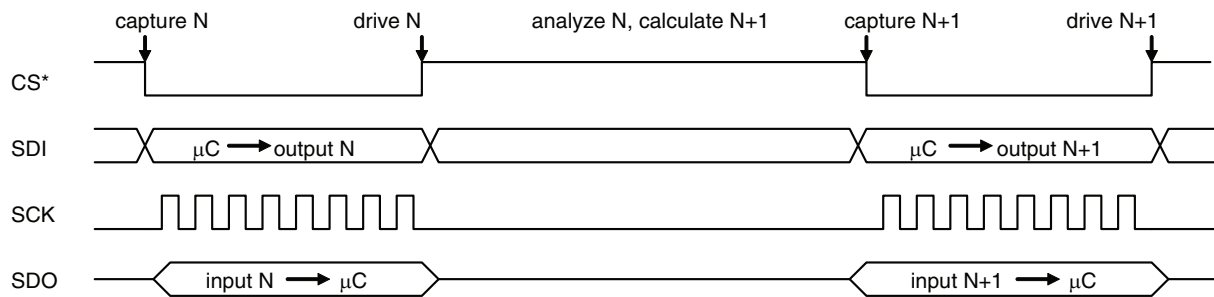 capture N drive N analyze N, calculate N+1 capture N+1 drive N+1
CS*
SDI μC output N μC output N+1
SCK
SDO input N μC input N+1 μC